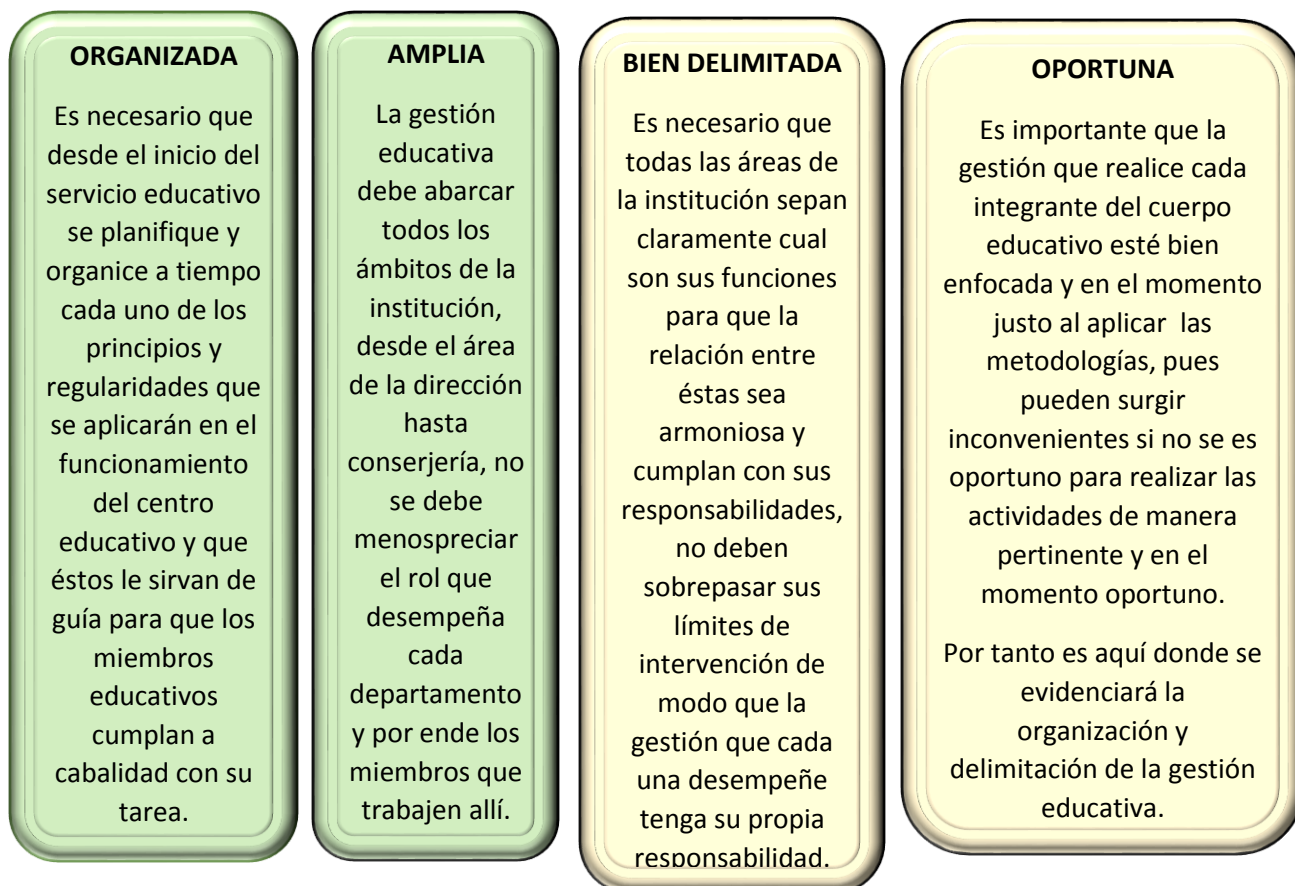 ORGANIZADA
Es necesario que
desde el inicio del
servicio educativo
se planifique y
organice a tiempo
cada uno de los
principios y
regularidades que
se aplicarán en el
funcionamiento
del centro
educativo y que
éstos le sirvan de
guía para que los
miembros
educativos
cumplan a
cabalidad con su
tarea.
AMPLIA
La gestión
educativa
debe abarcar
todos los
ámbitos de la
institución,
desde el área
de la dirección
hasta
conserjería, no
se debe
menospreciar
el rol que
desempeña
cada
departamento
y por ende los
miembros que
trabajen allí.
BIEN DELIMITADA
Es necesario que
todas las áreas de
la institución sepan
claramente cual
son sus funciones
para que la
relación entre
éstas sea
armoniosa y
cumplan con sus
responsabilidades,
no deben
sobrepasar sus
límites de
intervención de
modo que la
gestión que cada
una desempeñe
tenga su propia
responsabilidad.
OPORTUNA
Es importante que la
gestión que realice cada
integrante del cuerpo
educativo esté bien
enfocada y en el momento
justo al aplicar  las
metodologías, pues
pueden surgir
inconvenientes si no se es
oportuno para realizar las
actividades de manera
pertinente y en el
momento oportuno.
Por tanto es aquí donde se
evidenciará la
organización y
delimitación de la gestión
educativa.